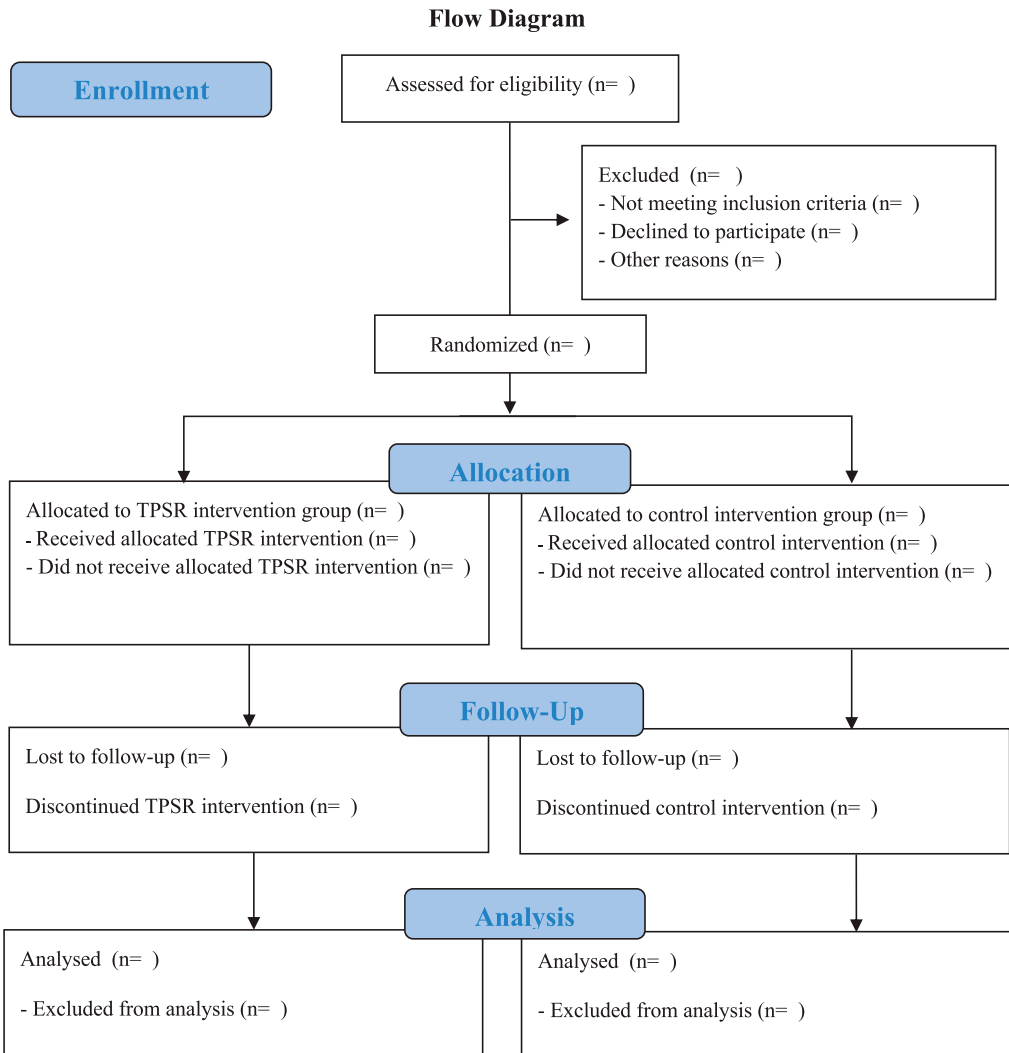 Flow Diagram
Enrollment
Assessed for eligibility (n= )
Excluded (n= )
- Not meeting inclusion criteria (n= )
- Declined to participate (n= )
- Other reasons (n= )
Randomized (n= )
Allocation
Allocated to TPSR intervention group (n= )
- Received allocated TPSR intervention (n= )
- Did not receive allocated TPSR intervention (n= )
Allocated to control intervention group (n= )
- Received allocated control intervention (n= )
- Did not receive allocated control intervention (n= )
Follow-Up
Lost to follow-up (n= )
Discontinued TPSR intervention (n= )
Lost to follow-up (n= )
Discontinued control intervention (n= )
Analysis
Analysed (n= )
- Excluded from analysis (n= )
Analysed (n= )
- Excluded from analysis (n= )